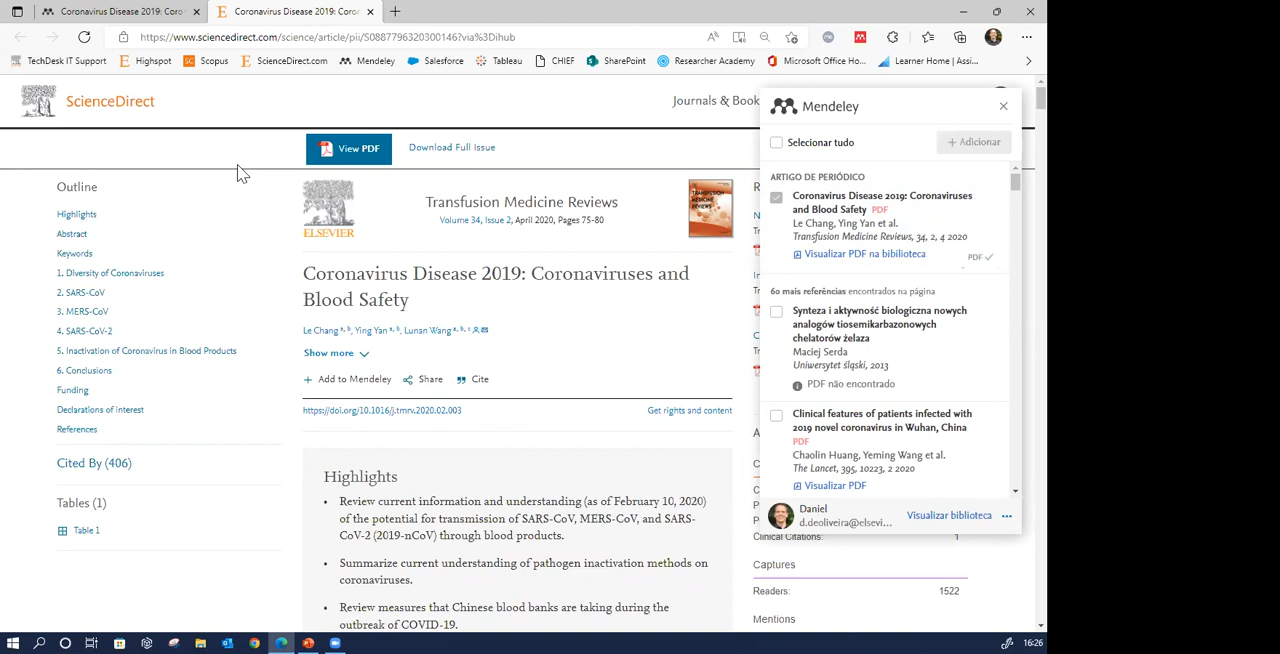 Coronavirus Disease 2019: Coro
Coronavirus Disease 2019: Coron
https://www.sciencedirect.com/science/article/pii/S0887796320300146?via%3Dihub
TechDesk IT Support
Highspot
Scopus
ScienceDirect.com
Mendeley
Salesforce
Tableau
CHIEF
SharePoint
Researcher Academy
Microsoft Office Ho...
Learner Home | Assi...
ScienceDirect
Journals & Book
View PDF
Download Full Issue
Outline
Highlights
Abstract
Keywords
1. Diversity of Coronaviruses
2. SARS-CoV
3. MERS-CoV
4. SARS-CoV-2
5. Inactivation of Coronavirus in Blood Products
6. Conclusions
Funding
Declarations of interest
References
Cited By (406)
Tables (1)
Table 1
ELSEVIER
Transfusion Medicine Reviews
Volume 34, Issue 2, April 2020, Pages 75-80
Coronavirus Disease 2019: Coronaviruses and
Blood Safety
Le Chang a, b, Ying Yan a, b, Lunan Wang a, b, c
Show more
Add to Mendeley
Share
Cite
https://doi.org/10.1016/j.tmrv.2020.02.003
Get rights and content
Highlights
• Review current information and understanding (as of February 10, 2020)
of the potential for transmission of SARS-CoV, MERS-CoV, and SARS-
CoV-2 (2019-nCoV) through blood products.
• Summarize current understanding of pathogen inactivation methods on
coronaviruses.
• Review measures that Chinese blood banks are taking during the
outbreak of COVID-19.
Mendeley
Selecionar tudo
+ Adicionar
ARTIGO DE PERIÓDICO
Coronavirus Disease 2019: Coronaviruses
and Blood Safety PDF
Le Chang, Ying Yan et al.
Transfusion Medicine Reviews, 34, 2, 4 2020
Visualizar PDF na biblioteca
PDF
60 mais referências encontrados na página
Synteza i aktywność biologiczna nowych
analogów tiosemikarbazonowych
chelatorów żelaza
Maciej Serda
Uniwersytet śląski, 2013
PDF não encontrado
Clinical features of patients infected with
2019 novel coronavirus in Wuhan, China
PDF
Chaolin Huang, Yeming Wang et al.
The Lancet, 395, 10223, 2 2020
Visualizar PDF
Daniel
d.deoliveira@elsevi...
Visualizar biblioteca
Clinical Citations:
1
Captures
Readers:
1522
Mentions
16:26